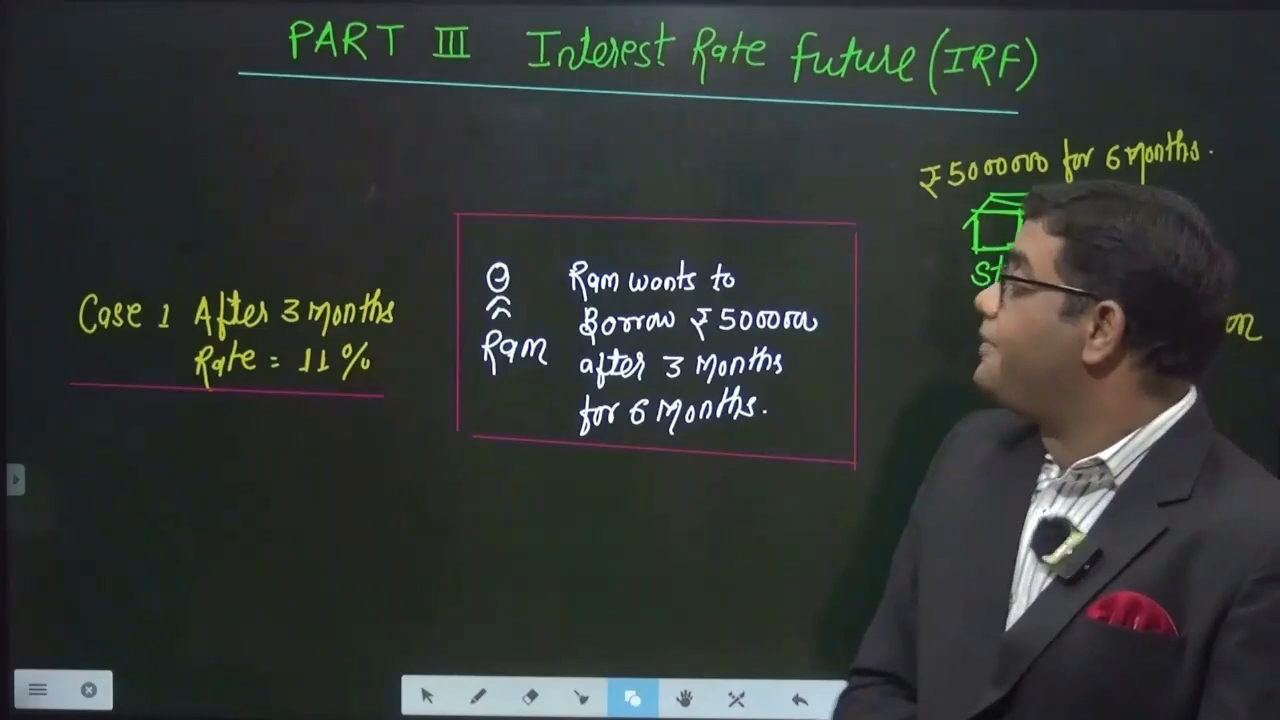 PART III Interest Rate Future (IRF)
₹5000000 for 6 Months.
Case 1 After 3 months
Rate = 11%
Ram
Ram wants to
Borrow ₹5000000
after 3 months
for 6 Months.